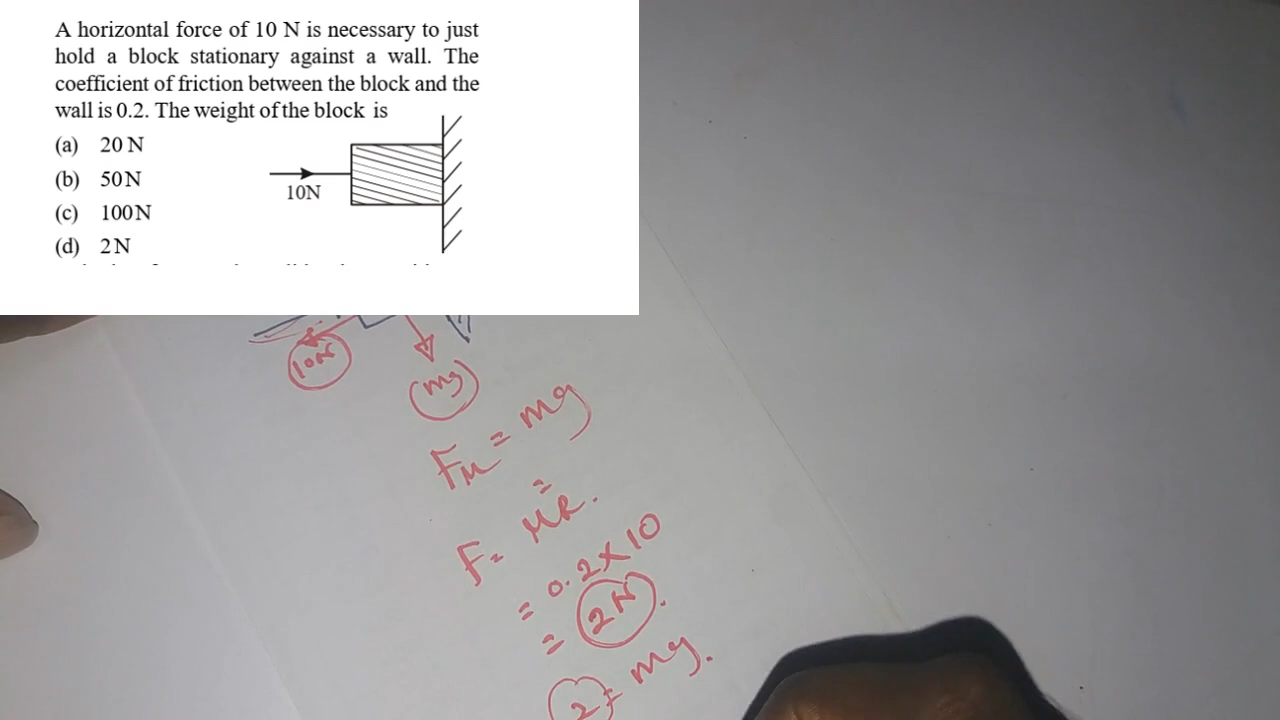 A horizontal force of 10 N is necessary to just
hold a block stationary against a wall. The
coefficient of friction between the block and the
wall is 0.2. The weight of the block is
(a) 20 N
(b) 50 N
(c) 100 N
(d) 2 N
10N
10N
(mg)
Fμ = mg
=
F = μR.
= 0.2 × 10
= 2N.
2 = mg.